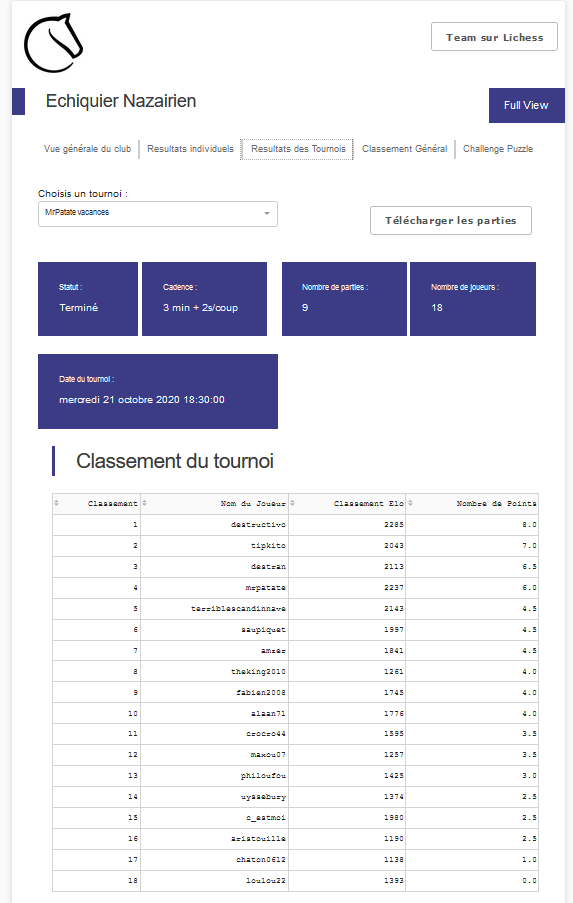 Team sur Lichess
Echiquier Nazairien
Full View
Vue générale du club Resultats individuels Resultats des Tournois Classement Général Challenge Puzzle
Choisis un tournoi :
MrPatate vacances
Télécharger les parties
Statut : Cadence : Nombre de parties : Nombre de joueurs :
Terminé 3 min + 2s/coup 9 18
Date du tournoi :
mercredi 21 octobre 2020 18:30:00
Classement du tournoi
Classement Nom du Joueur Classement Elo Nombre de Points
1 destructivo 2285 8.0
2 tipkito 2043 7.0
3 destran 2113 6.5
4 mrpatate 2237 6.0
5 terriblescandinnave 2143 4.5
6 saupiquet 1997 4.5
7 amzer 1841 4.5
8 theking2010 1261 4.0
9 fabien2008 1745 4.0
10 alaan71 1776 4.0
11 crocro44 1595 3.5
12 maxou07 1257 3.5
13 philoufou 1425 3.0
14 uyssebury 1374 2.5
15 c_estmoi 1980 2.5
16 aristouille 1190 2.5
17 chaton0612 1138 1.0
18 loulou22 1393 0.0